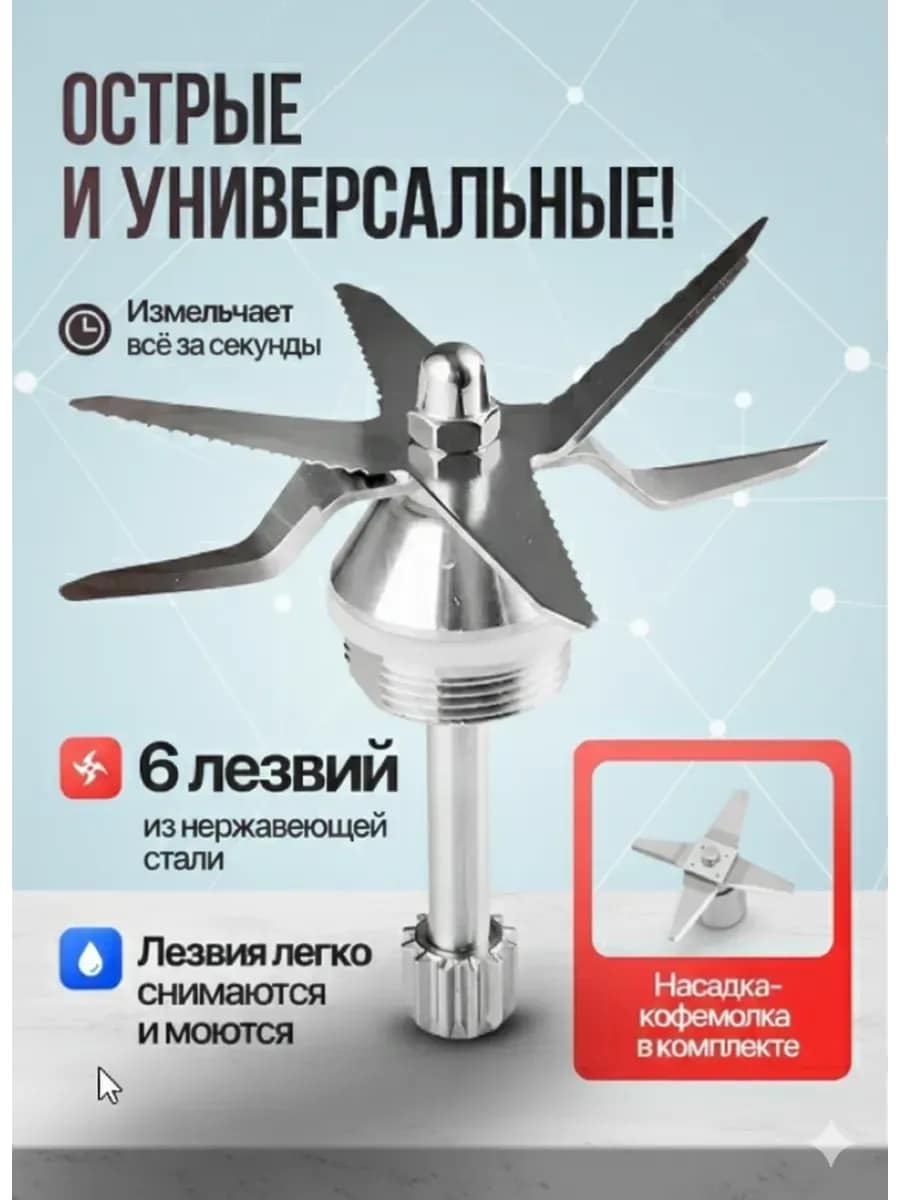 ОСТРЫЕ
И УНИВЕРСАЛЬНЫЕ!
Измельчает
всё за секунды
6 лезвий
из нержавеющей
стали
Лезвия легко
снимаются
и моются
Насадка-
кофемолка
в комплекте